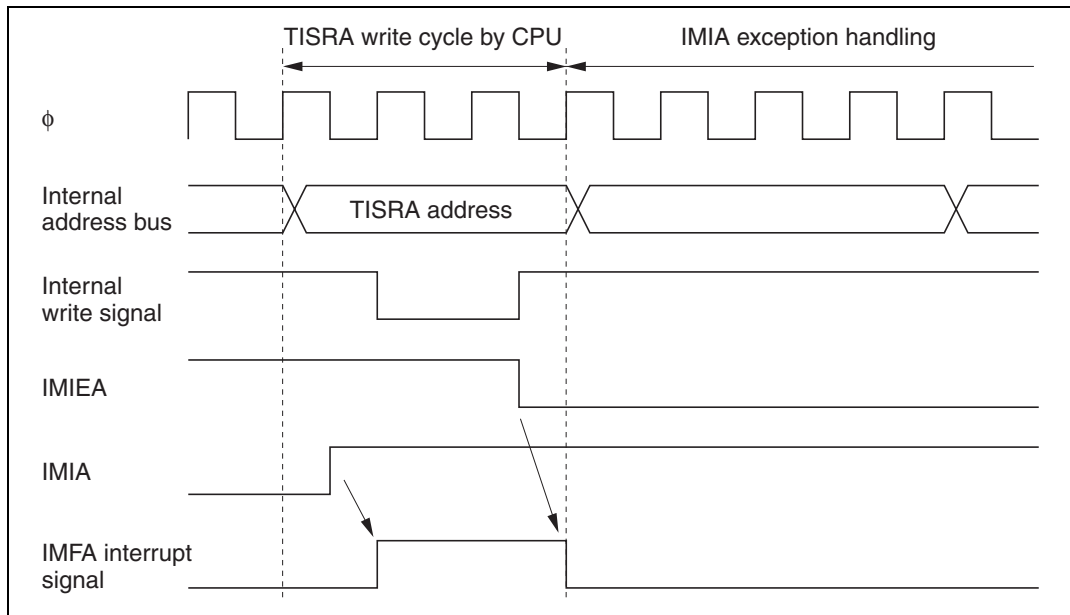 TISRA write cycle by CPU
IMIA exception handling
ϕ
Internal
address bus
TISRA address
Internal
write signal
IMIEA
IMIA
IMFA interrupt
signal